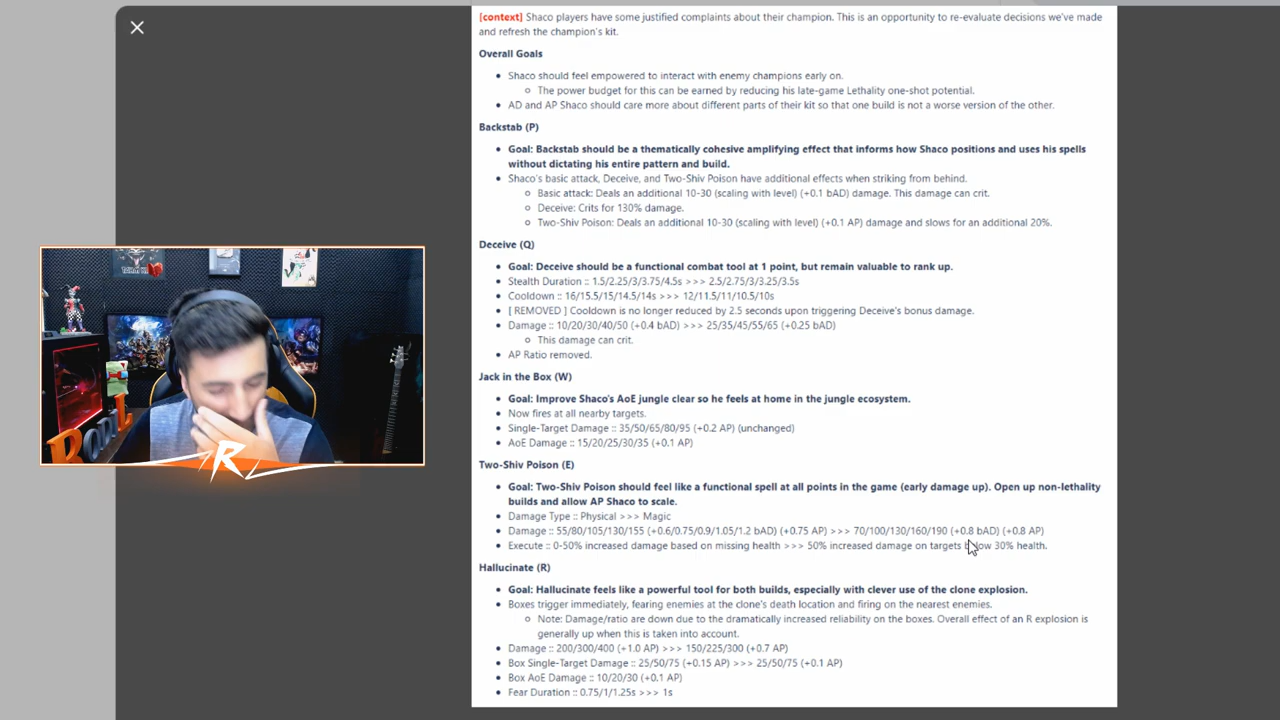 [context] Shaco players have some justified complaints about their champion. This is an opportunity to re-evaluate decisions we've made
and refresh the champion's kit.
Overall Goals
• Shaco should feel empowered to interact with enemy champions early on.
○ The power budget for this can be earned by reducing his late-game Lethality one-shot potential.
• AD and AP Shaco should care more about different parts of their kit so that one build is not a worse version of the other.
Backstab (P)
• Goal: Backstab should be a thematically cohesive amplifying effect that informs how Shaco positions and uses his spells
without dictating his entire pattern and build.
• Shaco's basic attack, Deceive, and Two-Shiv Poison have additional effects when striking from behind.
○ Basic attack: Deals an additional 10-30 (scaling with level) (+0.1 bAD) damage. This damage can crit.
○ Deceive: Crits for 130% damage.
○ Two-Shiv Poison: Deals an additional 10-30 (scaling with level) (+0.1 AP) damage and slows for an additional 20%.
Deceive (Q)
• Goal: Deceive should be a functional combat tool at 1 point, but remain valuable to rank up.
• Stealth Duration :: 1.5/2.25/3/3.75/4.5s >>> 2.5/2.75/3/3.25/3.5s
• Cooldown :: 16/15.5/15/14.5/14s >>> 12/11.5/11/10.5/10s
• [ REMOVED ] Cooldown is no longer reduced by 2.5 seconds upon triggering Deceive's bonus damage.
• Damage :: 10/20/30/40/50 (+0.4 bAD) >>> 25/35/45/55/65 (+0.25 bAD)
○ This damage can crit.
• AP Ratio removed.
Jack in the Box (W)
• Goal: Improve Shaco's AoE jungle clear so he feels at home in the jungle ecosystem.
• Now fires at all nearby targets.
• Single-Target Damage :: 35/50/65/80/95 (+0.2 AP) (unchanged)
• AoE Damage :: 15/20/25/30/35 (+0.1 AP)
Two-Shiv Poison (E)
• Goal: Two-Shiv Poison should feel like a functional spell at all points in the game (early damage up). Open up non-lethality
builds and allow AP Shaco to scale.
• Damage Type :: Physical >>> Magic
• Damage :: 55/80/105/130/155 (+0.6/0.75/0.9/1.05/1.2 bAD) (+0.75 AP) >>> 70/100/130/160/190 (+0.8 bAD) (+0.8 AP)
• Execute :: 0-50% increased damage based on missing health >>> 50% increased damage on targets below 30% health.
Hallucinate (R)
• Goal: Hallucinate feels like a powerful tool for both builds, especially with clever use of the clone explosion.
• Boxes trigger immediately, fearing enemies at the clone's death location and firing on the nearest enemies.
○ Note: Damage/ratio are down due to the dramatically increased reliability on the boxes. Overall effect of an R explosion is
generally up when this is taken into account.
• Damage :: 200/300/400 (+1.0 AP) >>> 150/225/300 (+0.7 AP)
• Box Single-Target Damage :: 25/50/75 (+0.15 AP) >>> 25/50/75 (+0.1 AP)
• Box AoE Damage :: 10/20/30 (+0.1 AP)
• Fear Duration :: 0.75/1/1.25s >>> 1s
R